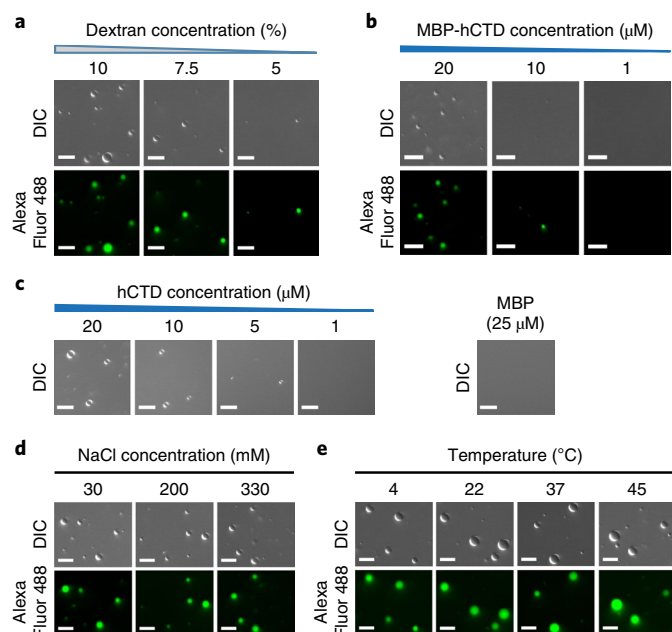 a
Dextran concentration (%)
10 7.5 5
DIC
Alexa
Fluor 488
b
MBP-hCTD concentration (μM)
20 10 1
DIC
Alexa
Fluor 488
c
hCTD concentration (μM)
20 10 5 1
DIC
MBP
(25 μM)
DIC
d
NaCl concentration (mM)
30 200 330
DIC
Alexa
Fluor 488
e
Temperature (°C)
4 22 37 45
DIC
Alexa
Fluor 488